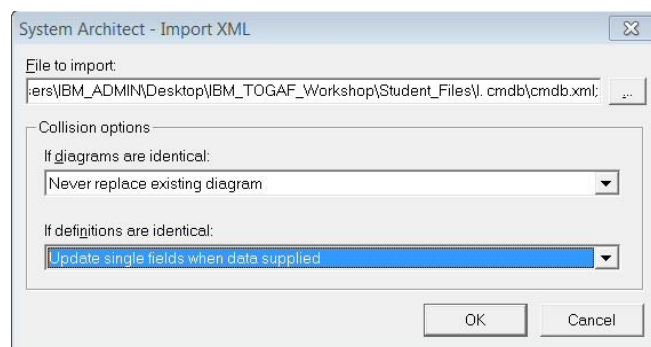 System Architect - Import XML
File to import:
ers\IBM_ADMIN\Desktop\IBM_TOGAF_Workshop\Student_Files\I. cmdb\cmdb.xml;
...
Collision options
If diagrams are identical:
Never replace existing diagram
If definitions are identical:
Update single fields when data supplied
OK Cancel